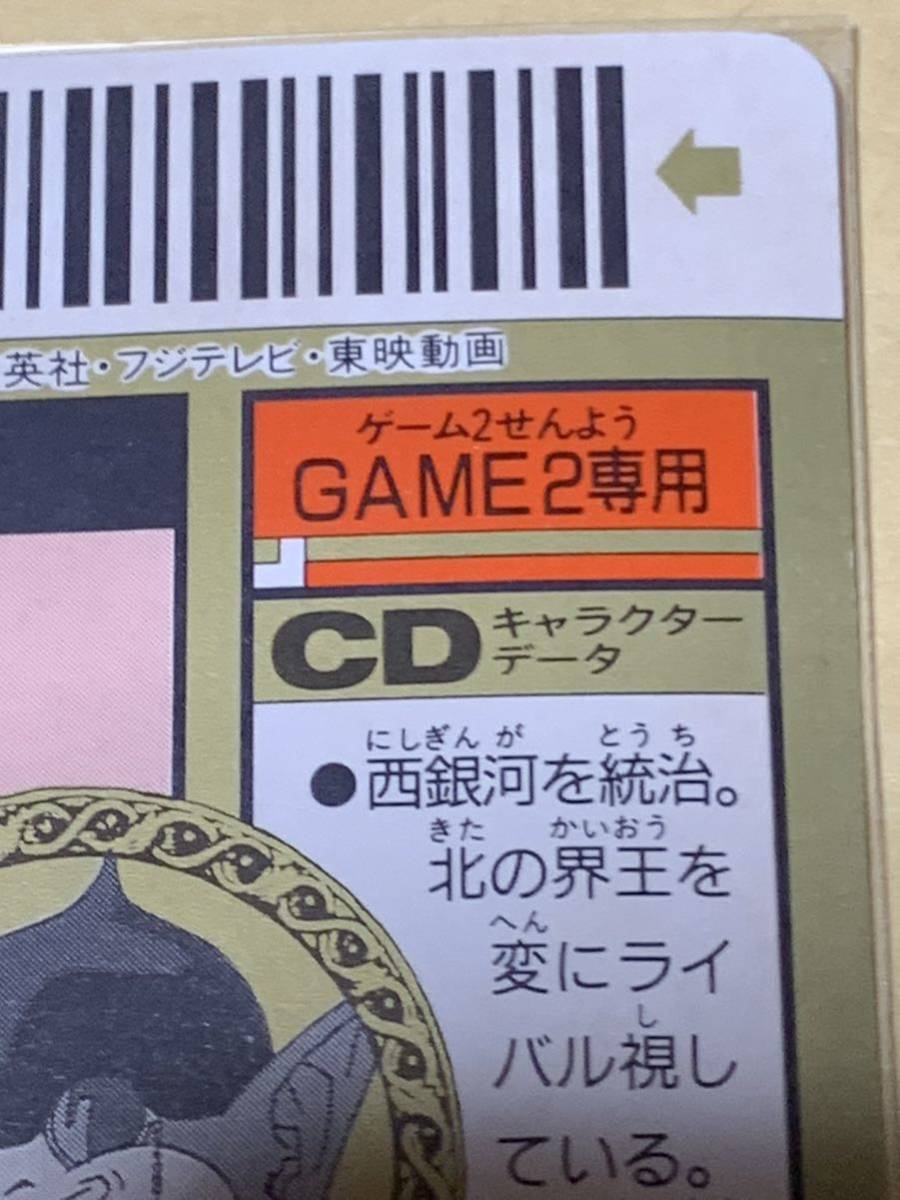 英社・フジテレビ・東映動画
ゲーム2せんよう
GAME2専用
CD キャラクター
データ
にしぎんが とうち
●西銀河を統治。
きた かいおう
北の界王を
へん
変にライ
し
バル視し
ている。